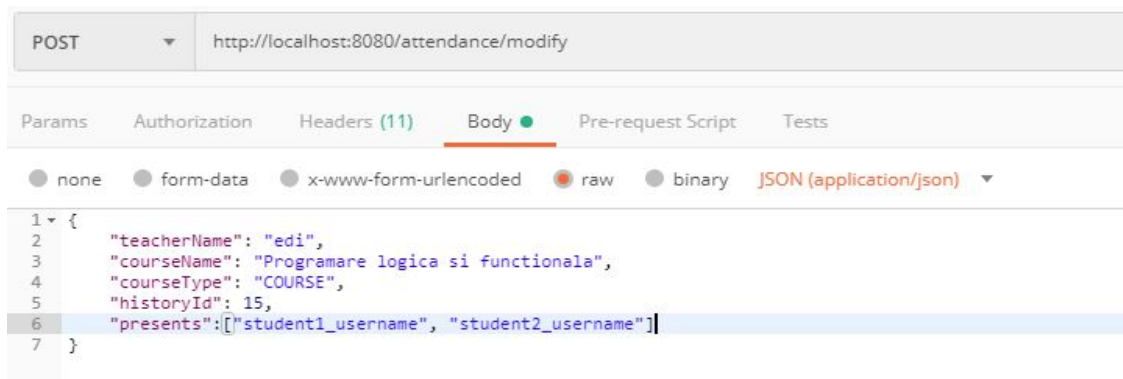 POST http://localhost:8080/attendance/modify
Params Authorization Headers (11) Body Pre-request Script Tests
none form-data x-www-form-urlencoded raw binary JSON (application/json)
1 {
2 "teacherName": "edi",
3 "courseName": "Programare logica si functionala",
4 "courseType": "COURSE",
5 "historyId": 15,
6 "presents":["student1_username", "student2_username"]
7 }